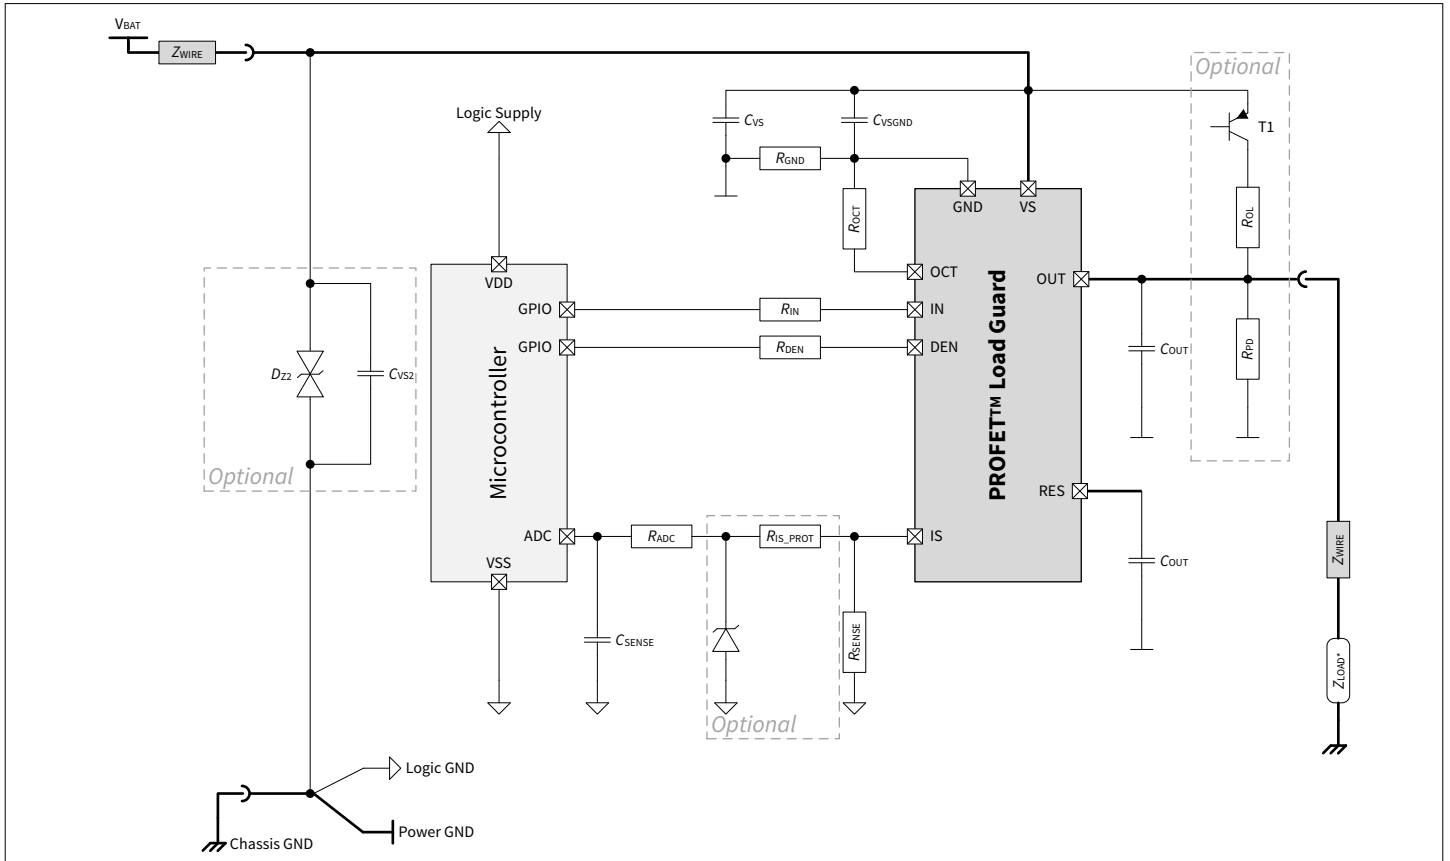 VBAT
ZWIRE
Optional
Logic Supply
CVS
CVSGND
T1
RGND
ROCT
GND
VS
ROL
VDD
OCT
OUT
GPIO
RIN
IN
GPIO
RDEN
DEN
COUT
RPD
DZ2
CVS2
Microcontroller
PROFET™ Load Guard
Optional
RES
ADC
RADC
RIS_PROT
IS
ZWIRE
VSS
COUT
CSENSE
RSENSE
ZLOAD*
Optional
Logic GND
Power GND
Chassis GND